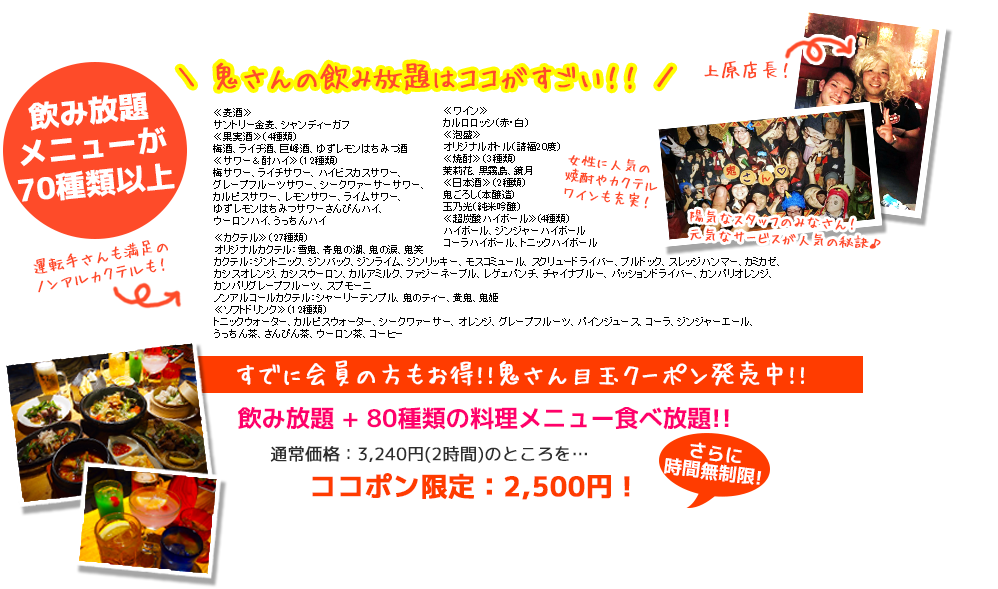 \ 鬼さんの飲み放題はココがすごい!! /
上原店長!
飲み放題
メニューが
70種類以上
運転手さんも満足の
ノンアルカクテルも!
≪麦酒≫
サントリー金麦、シャンディーガフ
≪果実酒≫(4種類)
梅酒、ライチ酒、巨峰酒、ゆずレモンはちみつ酒
≪サワー&酎ハイ≫(12種類)
梅サワー、ライチサワー、ハイビスカスサワー、
グレープフルーツサワー、シークワーサーサワー、
カルピスサワー、レモンサワー、ライムサワー、
ゆずレモンはちみつサワーさんぴんハイ、
ウーロンハイ、うっちんハイ
≪ワイン≫
カルロロッシ(赤・白)
≪泡盛≫
オリジナルボトル(請福20度)
≪焼酎≫(3種類)
茉莉花、黒霧島、鏡月
≪日本酒≫(2種類)
鬼ごろし(本醸造)
玉乃光(純米吟醸)
≪超炭酸ハイボール≫(4種類)
ハイボール、ジンジャーハイボール
コーラハイボール、トニックハイボール
女性に人気の
焼酎やカクテル
ワインも充実!
鬼さん♡
陽気なスタッフのみなさん!
元気なサービスが人気の秘訣♪
≪カクテル≫(27種類)
オリジナルカクテル:雪鬼、青鬼の湖、鬼の涙、鬼笑
カクテル:ジントニック、ジンバック、ジンライム、ジンリッキー、モスコミュール、スクリュードライバー、ブルドック、スレッジハンマー、カミカゼ、
カシスオレンジ、カシスウーロン、カルアミルク、ファジーネーブル、レゲエパンチ、チャイナブルー、パッションドライバー、カンパリオレンジ、
カンパリグレープフルーツ、スプモーニ
ノンアルコールカクテル:シャーリーテンプル、鬼のティー、黄鬼、鬼姫
≪ソフトドリンク≫(12種類)
トニックウォーター、カルピスウォーター、シークワァーサー、オレンジ、グレープフルーツ、パインジュース、コーラ、ジンジャーエール、
うっちん茶、さんぴん茶、ウーロン茶、コーヒー
すでに会員の方もお得!!鬼さん目玉クーポン発売中!!
飲み放題 + 80種類の料理メニュー食べ放題!!
通常価格:3,240円(2時間)のところを…
ココポン限定:2,500円!
さらに
時間無制限!